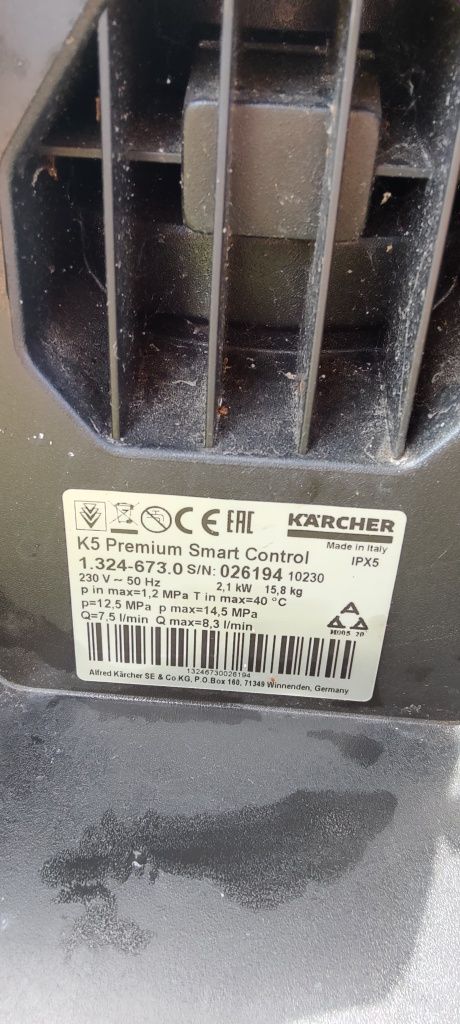 CE EAC KÄRCHER
K5 Premium Smart Control Made in Italy
1.324-673.0 S/N: 026194 10230 IPX5
230 V ~ 50 Hz 2,1 kW 15,8 kg
p in max=1,2 MPa T in max=40 °C
p=12,5 MPa p max=14,5 MPa
Q=7,5 l/min Q max=8,3 l/min
13246730026194
Alfred Kärcher SE & Co.KG, P.O.Box 160, 71349 Winnenden, Germany